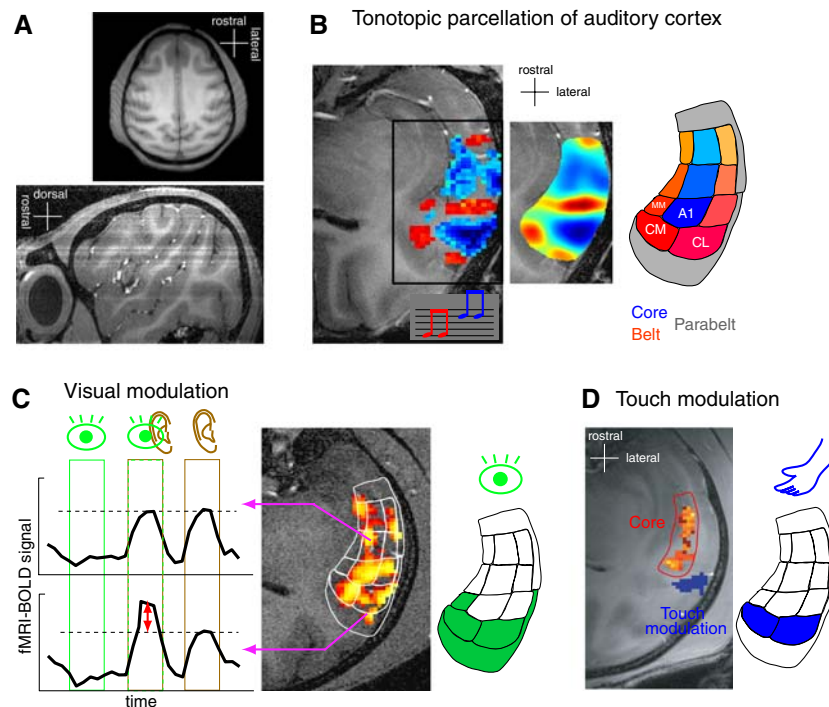 A
rostral
lateral
dorsal
rostral
B
Tonotopic parcellation of auditory cortex
rostral
lateral
MM
A1
CM
CL
Core
Belt
Parabelt
C
Visual modulation
fMRI-BOLD signal
time
D
Touch modulation
rostral
lateral
Core
Touch
modulation